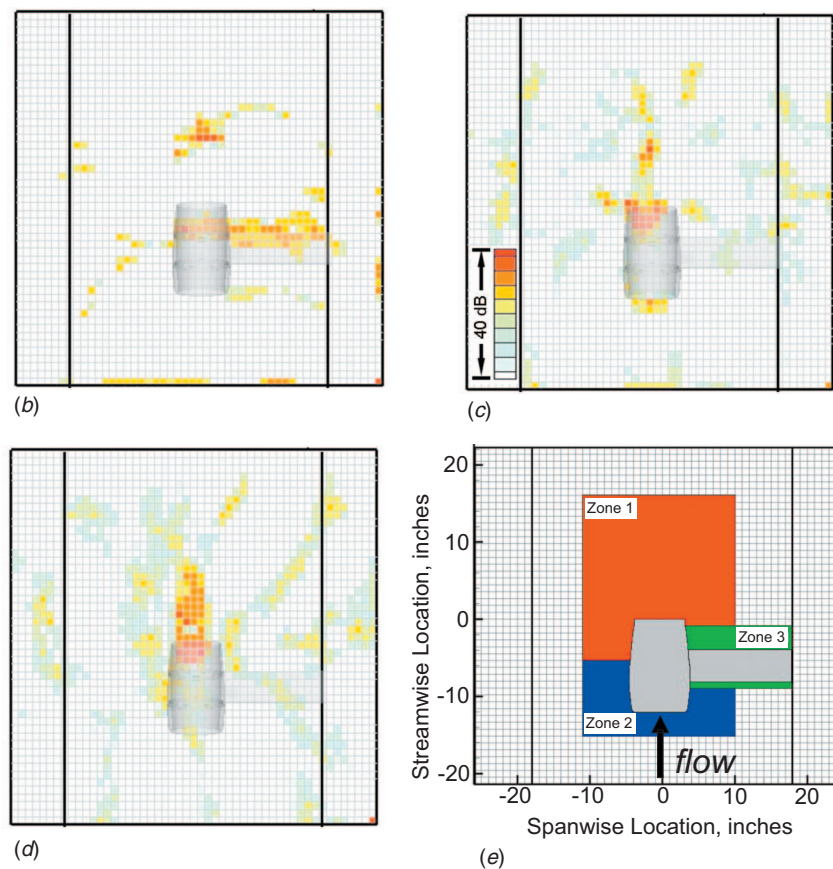 (b)
40 dB
(c)
(d)
Streamwise Location, inches
20
10
0
-10
-20
Zone 1
Zone 3
Zone 2
flow
-20
-10
0
10
20
Spanwise Location, inches
(e)